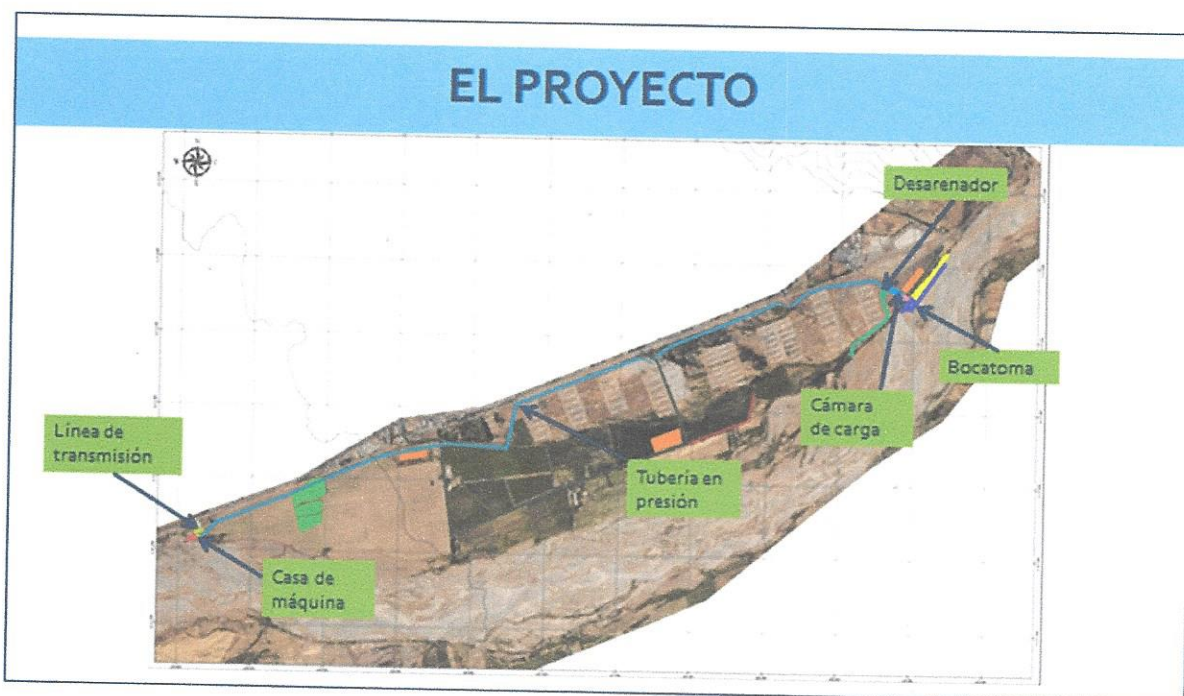 EL PROYECTO
Desarenador
Bocatoma
Cámara
de carga
Línea de
transmisión
Tubería en
presión
Casa de
máquina